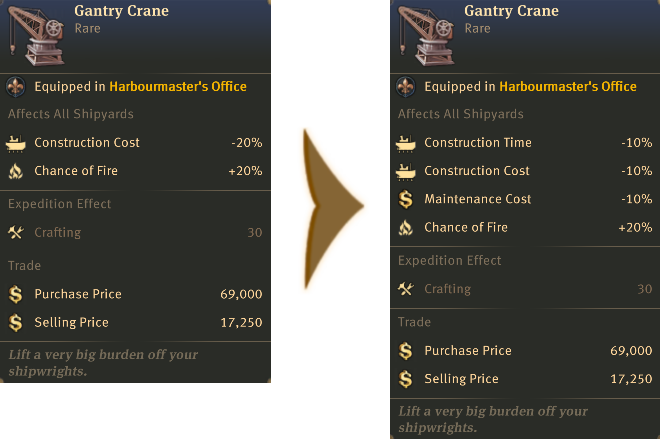 Gantry Crane
Rare
Equipped in Harbourmaster's Office
Affects All Shipyards
Construction Cost -20%
Chance of Fire +20%
Expedition Effect
Crafting 30
Trade
Purchase Price 69,000
Selling Price 17,250
Lift a very big burden off your
shipwrights.
Gantry Crane
Rare
Equipped in Harbourmaster's Office
Affects All Shipyards
Construction Time -10%
Construction Cost -10%
Maintenance Cost -10%
Chance of Fire +20%
Expedition Effect
Crafting 30
Trade
Purchase Price 69,000
Selling Price 17,250
Lift a very big burden off your
shipwrights.